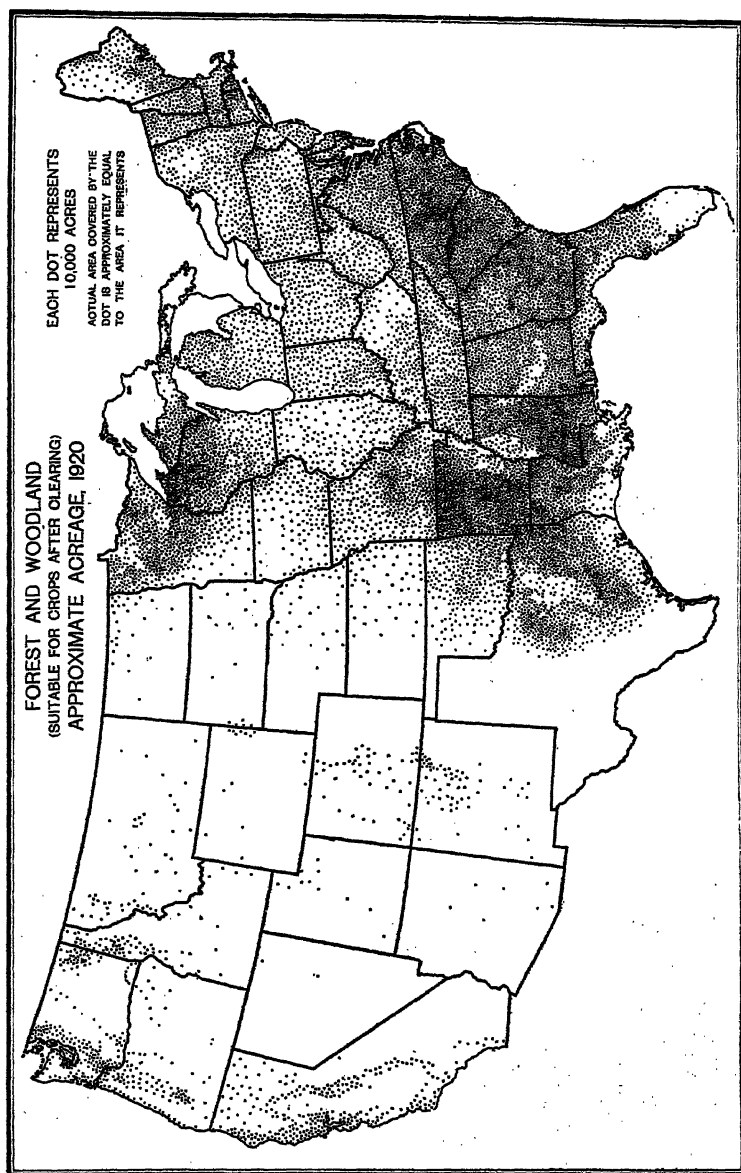 FOREST AND WOODLAND
(SUITABLE FOR CROPS AFTER CLEARING)
APPROXIMATE ACREAGE, 1920
EACH DOT REPRESENTS
10,000 ACRES
ACTUAL AREA COVERED BY THE
DOT IS APPROXIMATELY EQUAL
TO THE AREA IT REPRESENTS